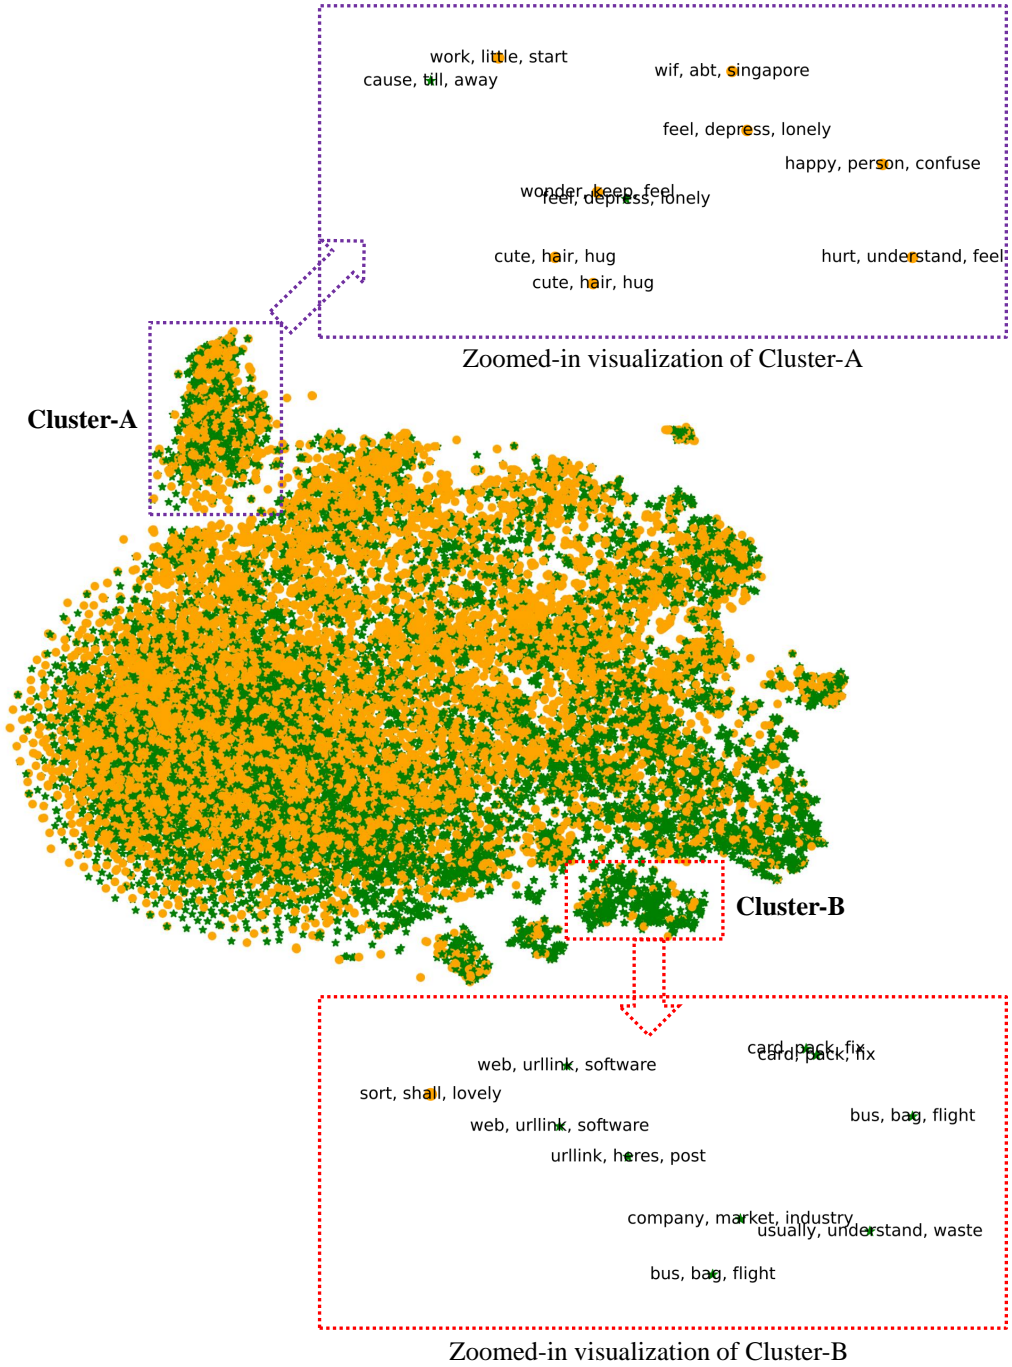 work, little, start
cause, till, away
wif, abt, singapore
feel, depress, lonely
happy, person, confuse
wonder, keep, feel
feel, depress, lonely
cute, hair, hug
hurt, understand, feel
cute, hair, hug
Zoomed-in visualization of Cluster-A
Cluster-A
Cluster-B
card, pack, fix
card, pack, fix
web, urllink, software
sort, shall, lovely
bus, bag, flight
web, urllink, software
urllink, heres, post
company, market, industry
usually, understand, waste
bus, bag, flight
Zoomed-in visualization of Cluster-B